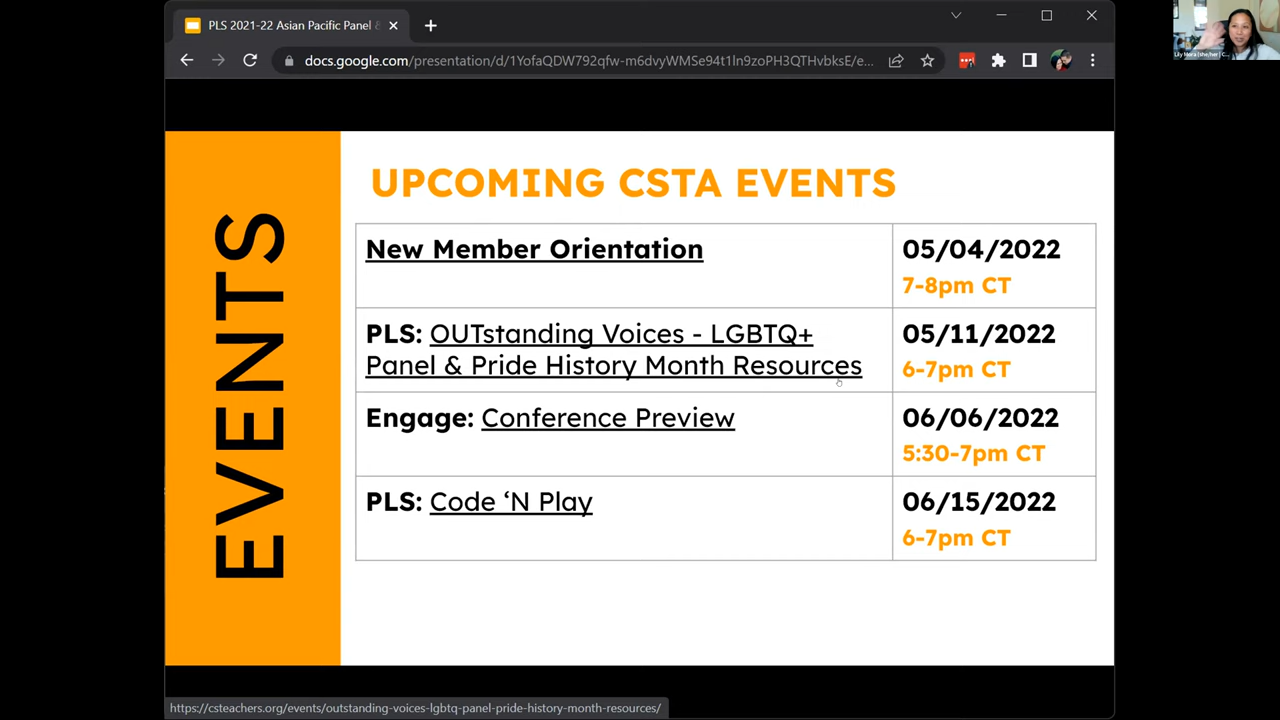 PLS 2021-22 Asian Pacific Panel &
docs.google.com/presentation/d/1YofaQDW792qfw-m6dvyWMSe94t1ln9zoPH3QTHvbksE/e...
EVENTS
UPCOMING CSTA EVENTS
New Member Orientation
05/04/2022
7-8pm CT
PLS: OUTstanding Voices - LGBTQ+
Panel & Pride History Month Resources
05/11/2022
6-7pm CT
Engage: Conference Preview
06/06/2022
5:30-7pm CT
PLS: Code ‘N Play
06/15/2022
6-7pm CT
https://csteachers.org/events/outstanding-voices-lgbtq-panel-pride-history-month-resources/